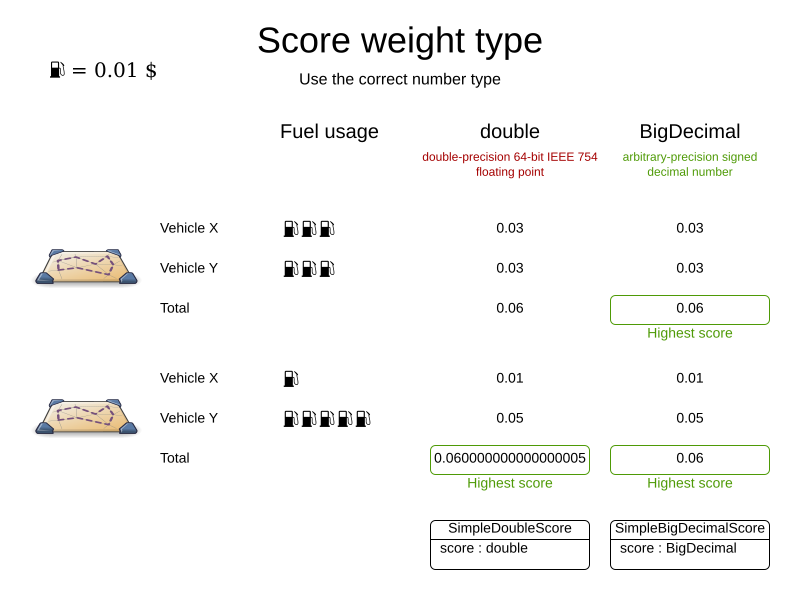 Score weight type
= 0.01 $
Use the correct number type
Fuel usage double BigDecimal
double-precision 64-bit IEEE 754 arbitrary-precision signed
floating point decimal number
Vehicle X 0.03 0.03
Vehicle Y 0.03 0.03
Total 0.06 0.06
Highest score
Vehicle X 0.01 0.01
Vehicle Y 0.05 0.05
Total 0.060000000000000005 0.06
Highest score Highest score
SimpleDoubleScore SimpleBigDecimalScore
score : double score : BigDecimal